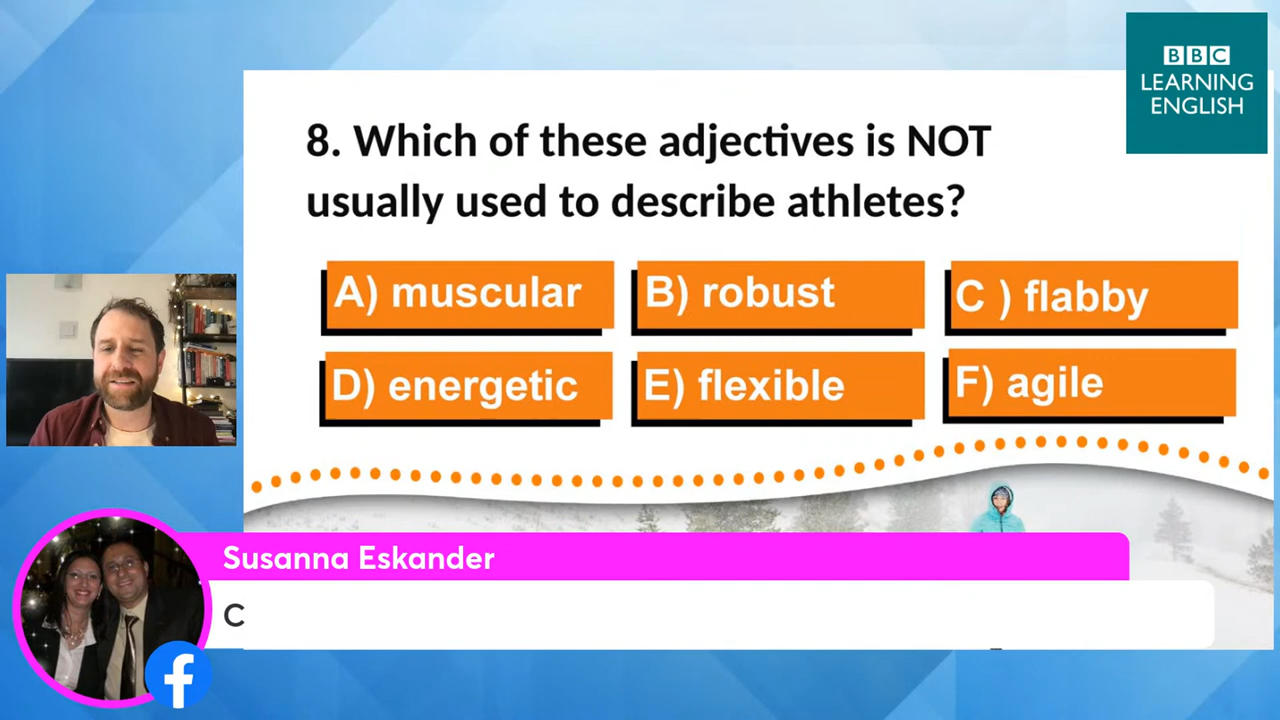 BBC
LEARNING
ENGLISH
8. Which of these adjectives is NOT
usually used to describe athletes?
A) muscular
B) robust
C ) flabby
D) energetic
E) flexible
F) agile
Susanna Eskander
C
f